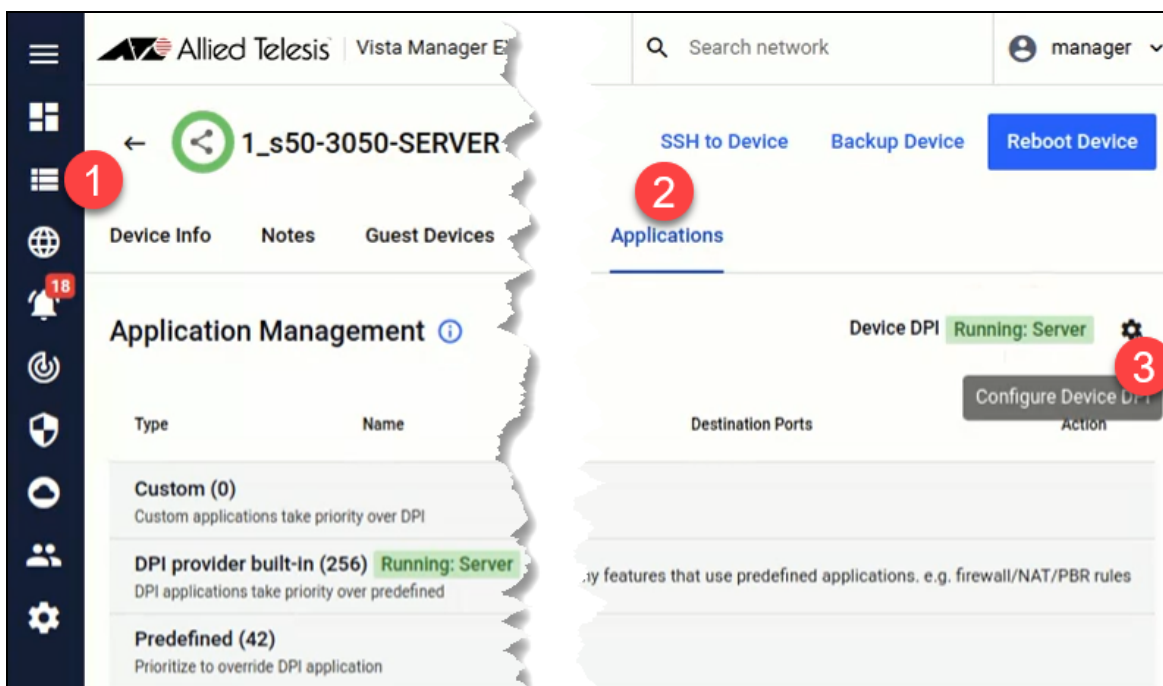 Allied Telesis Vista Manager E
Search network
manager
1_s50-3050-SERVER
SSH to Device Backup Device Reboot Device
1
2
Device Info Notes Guest Devices Applications
18
Application Management
Device DPI Running: Server
3
Configure Device DPI
Type Name Destination Ports Action
Custom (0)
Custom applications take priority over DPI
DPI provider built-in (256) Running: Server
DPI applications take priority over predefined
ny features that use predefined applications. e.g. firewall/NAT/PBR rules
Predefined (42)
Prioritize to override DPI application